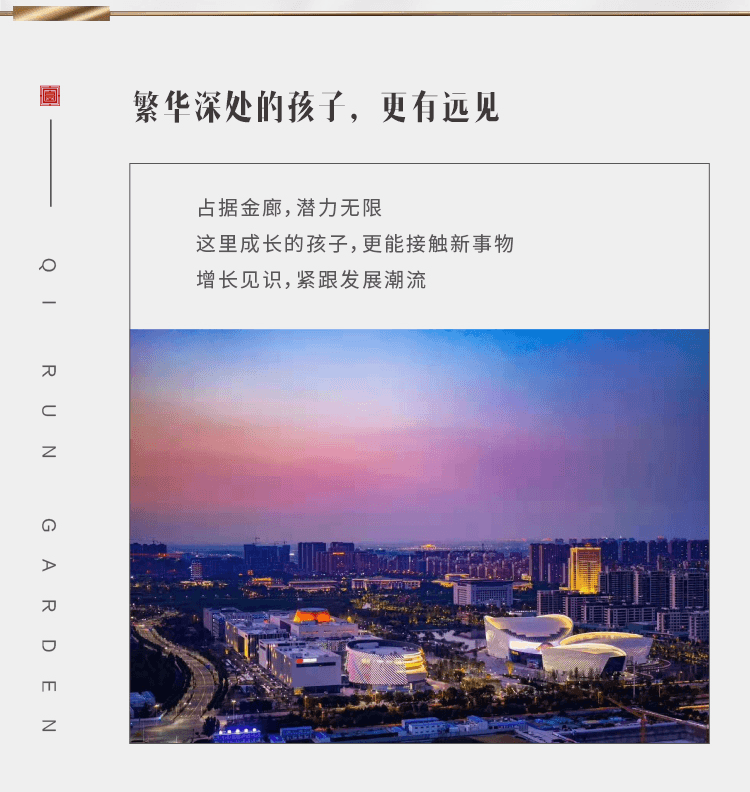 繁华深处的孩子，更有远见
占据金廊，潜力无限
这里成长的孩子，更能接触新事物
增长见识，紧跟发展潮流
QI RUN GARDEN